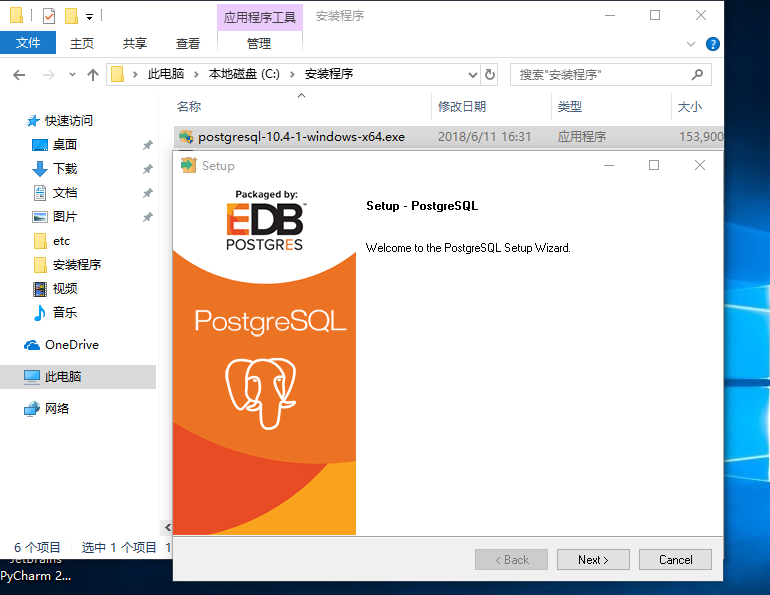 应用程序工具 安装程序
文件 主页 共享 查看 管理
此电脑 本地磁盘 (C:) 安装程序 搜索"安装程序"
名称 修改日期 类型 大小
postgresql-10.4-1-windows-x64.exe 2018/6/11 16:31 应用程序 153,900
快速访问
桌面
下载
文档
图片
etc
安装程序
视频
音乐
OneDrive
此电脑
网络
6 个项目 选中 1 个项目 1
Setup
Packaged by:
EDB
POSTGRES
PostgreSQL
Setup - PostgreSQL
Welcome to the PostgreSQL Setup Wizard.
< Back Next > Cancel
JetBrains
PyCharm 2...